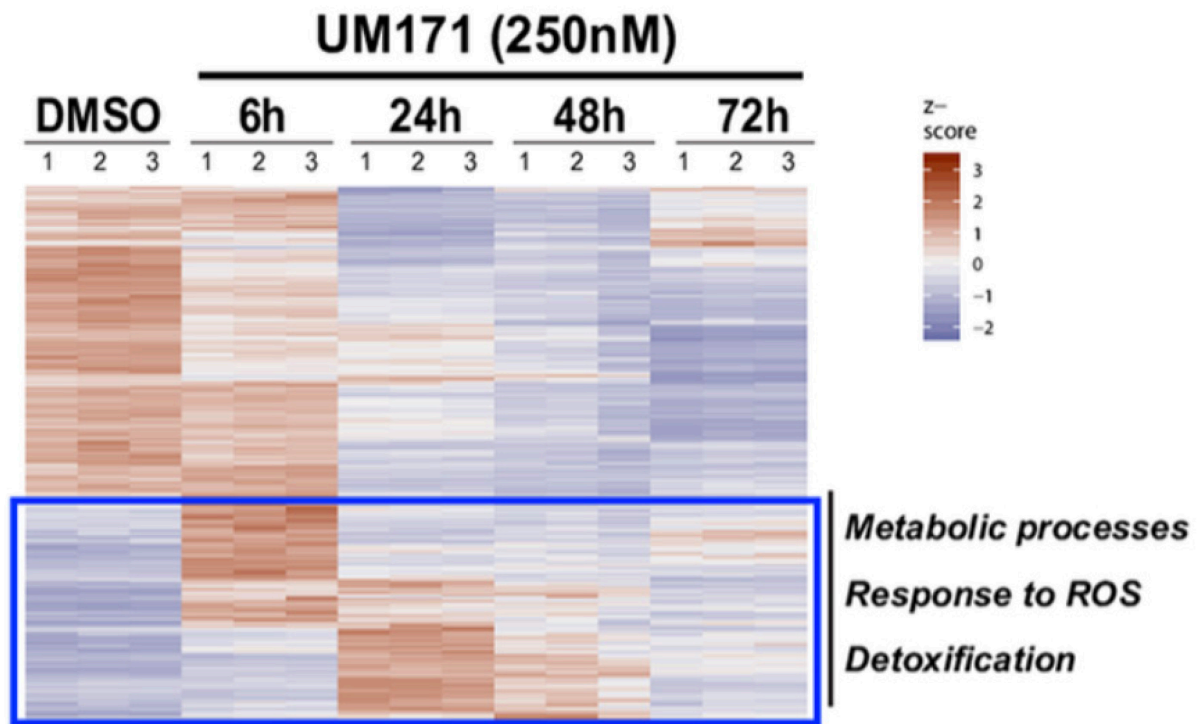 UM171 (250nM)
DMSO 6h 24h 48h 72h
1 2 3 1 2 3 1 2 3 1 2 3 1 2 3
z-
score
3
2
1
0
−1
−2
Metabolic processes
Response to ROS
Detoxification